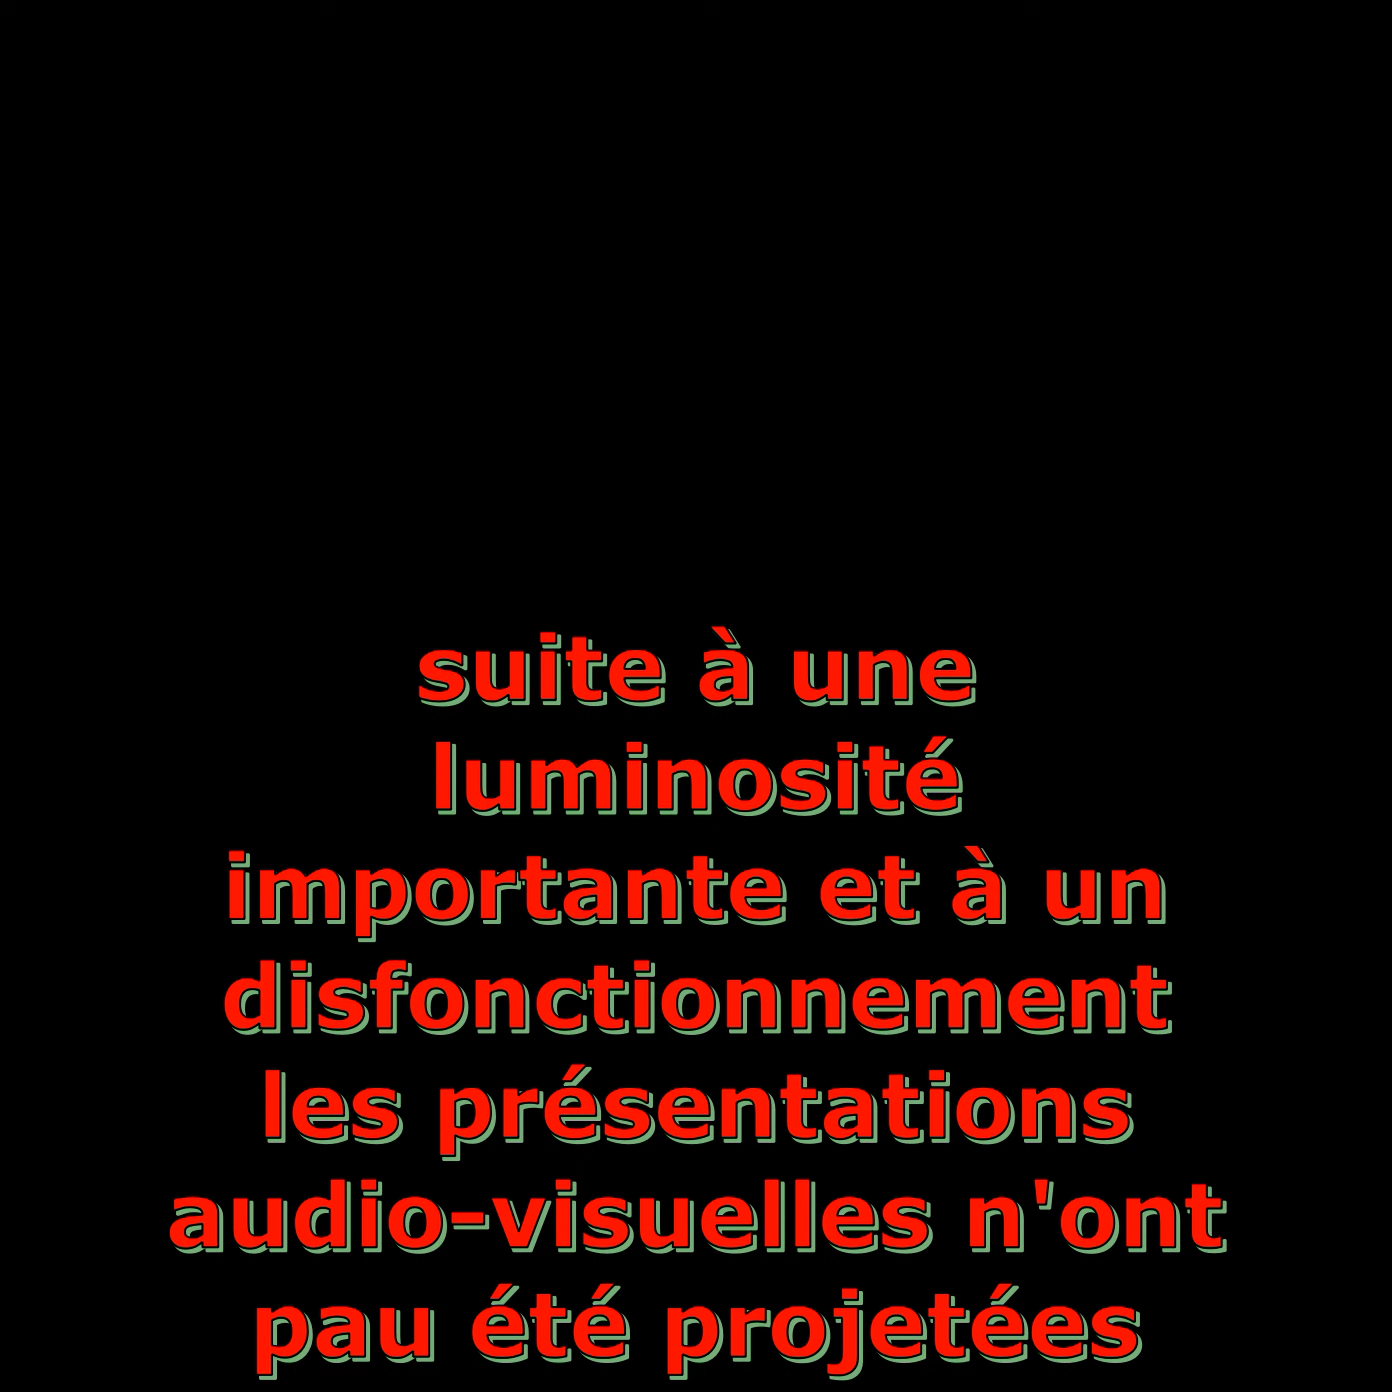 suite à une
luminosité
importante et à un
disfonctionnement
les présentations
audio-visuelles n'ont
pau été projetées